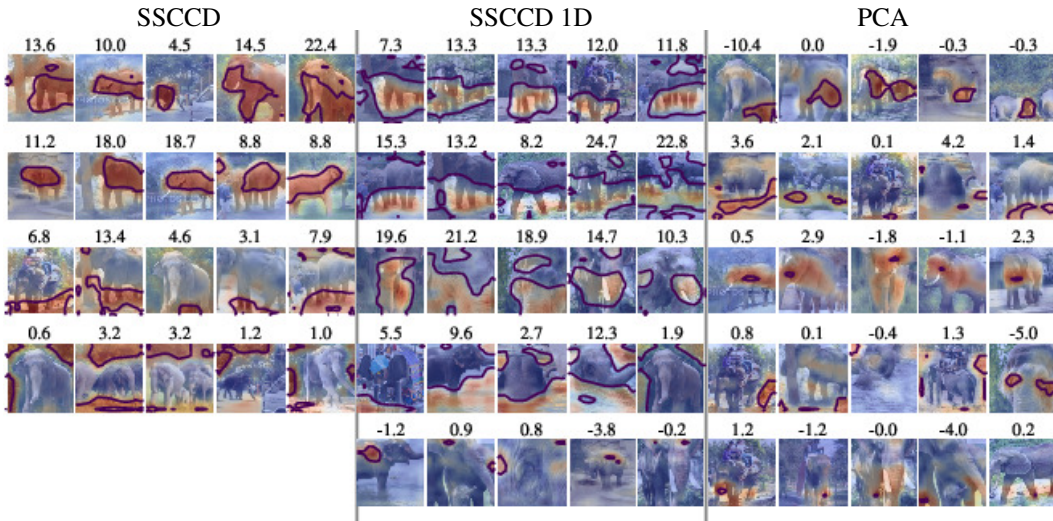 SSCCD SSCCD 1D PCA
13.6 10.0 4.5 14.5 22.4 7.3 13.3 13.3 12.0 11.8 -10.4 0.0 -1.9 -0.3 -0.3
11.2 18.0 18.7 8.8 8.8 15.3 13.2 8.2 24.7 22.8 3.6 2.1 0.1 4.2 1.4
6.8 13.4 4.6 3.1 7.9 19.6 21.2 18.9 14.7 10.3 0.5 2.9 -1.8 -1.1 2.3
0.6 3.2 3.2 1.2 1.0 5.5 9.6 2.7 12.3 1.9 0.8 0.1 -0.4 1.3 -5.0
-1.2 0.9 0.8 -3.8 -0.2 1.2 -1.2 -0.0 -4.0 0.2